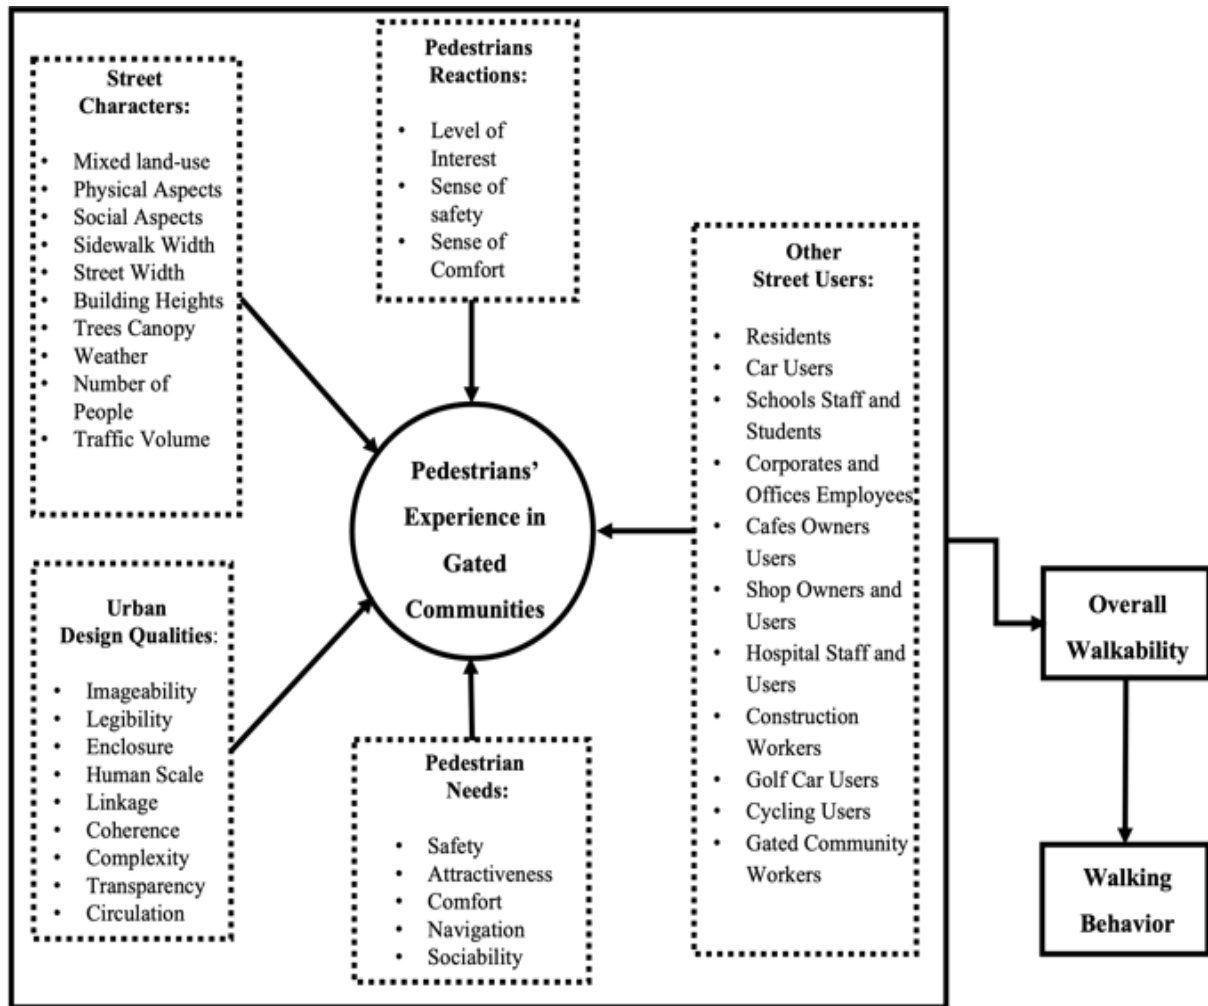 Street
Characters:
• Mixed land-use
• Physical Aspects
• Social Aspects
• Sidewalk Width
• Street Width
• Building Heights
• Trees Canopy
• Weather
• Number of
People
• Traffic Volume
Pedestrians
Reactions:
• Level of
Interest
• Sense of
safety
• Sense of
Comfort
Other
Street Users:
• Residents
• Car Users
• Schools Staff and
Students
• Corporates and
Offices Employees
• Cafes Owners
Users
• Shop Owners and
Users
• Hospital Staff and
Users
• Construction
Workers
• Golf Car Users
• Cycling Users
• Gated Community
Workers
Pedestrians’
Experience in
Gated
Communities
Urban
Design Qualities:
• Imageability
• Legibility
• Enclosure
• Human Scale
• Linkage
• Coherence
• Complexity
• Transparency
• Circulation
Pedestrian
Needs:
• Safety
• Attractiveness
• Comfort
• Navigation
• Sociability
Overall
Walkability
Walking
Behavior